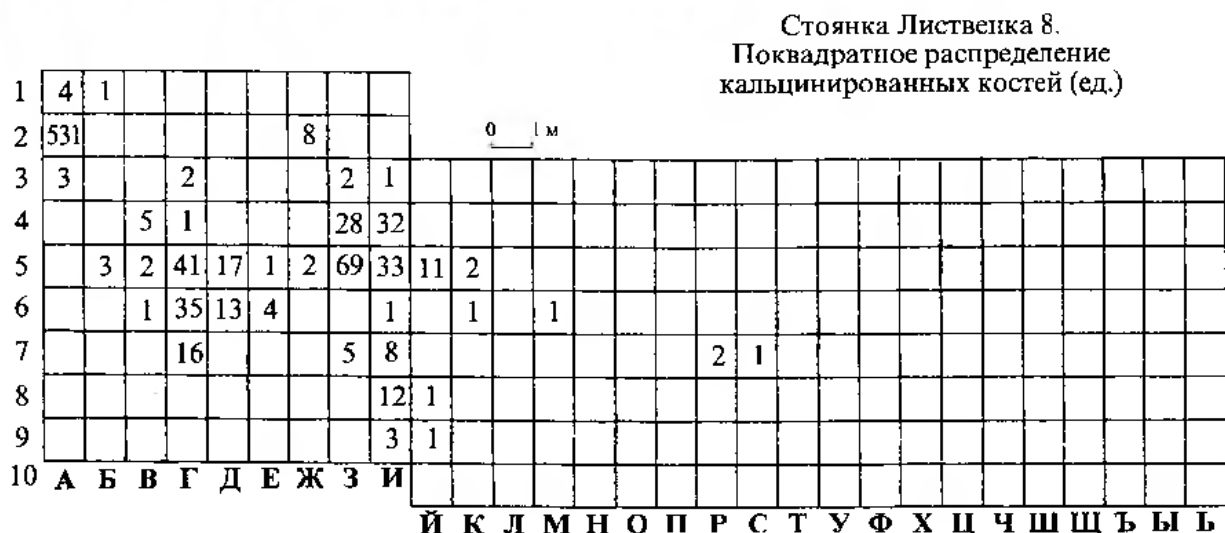 Стоянка Лиственка 8.
Поквадратное распределение
кальцинированных костей (ед.)
1 4 1
2 531 8
0 1 м
3 3 2 2 1
4 5 1 28 32
5 3 2 41 17 1 2 69 33 11 2
6 1 35 13 4 1 1 1
7 16 5 8 2 1
8 12 1
9 3 1
10 А Б В Г Д Е Ж З И
Й К Л М Н О П Р С Т У Ф Х Ц Ч Ш Щ Ъ Ы Ь